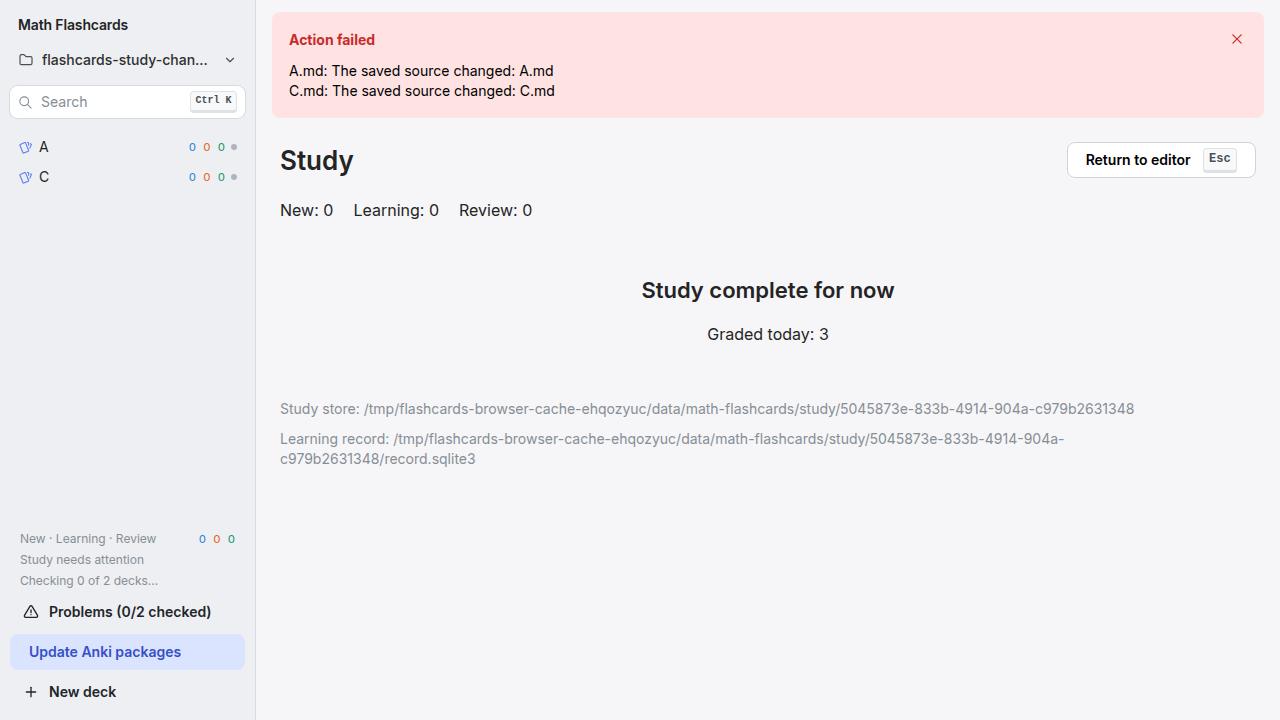 Math Flashcards
flashcards-study-chan...
Search
Ctrl K
A
0 0 0
C
0 0 0
New · Learning · Review
0 0 0
Study needs attention
Checking 0 of 2 decks...
Problems (0/2 checked)
Update Anki packages
New deck
Action failed
A.md: The saved source changed: A.md
C.md: The saved source changed: C.md
Study
Return to editor
Esc
New: 0 Learning: 0 Review: 0
Study complete for now
Graded today: 3
Study store: /tmp/flashcards-browser-cache-ehqozyuc/data/math-flashcards/study/5045873e-833b-4914-904a-c979b2631348
Learning record: /tmp/flashcards-browser-cache-ehqozyuc/data/math-flashcards/study/5045873e-833b-4914-904a-
c979b2631348/record.sqlite3